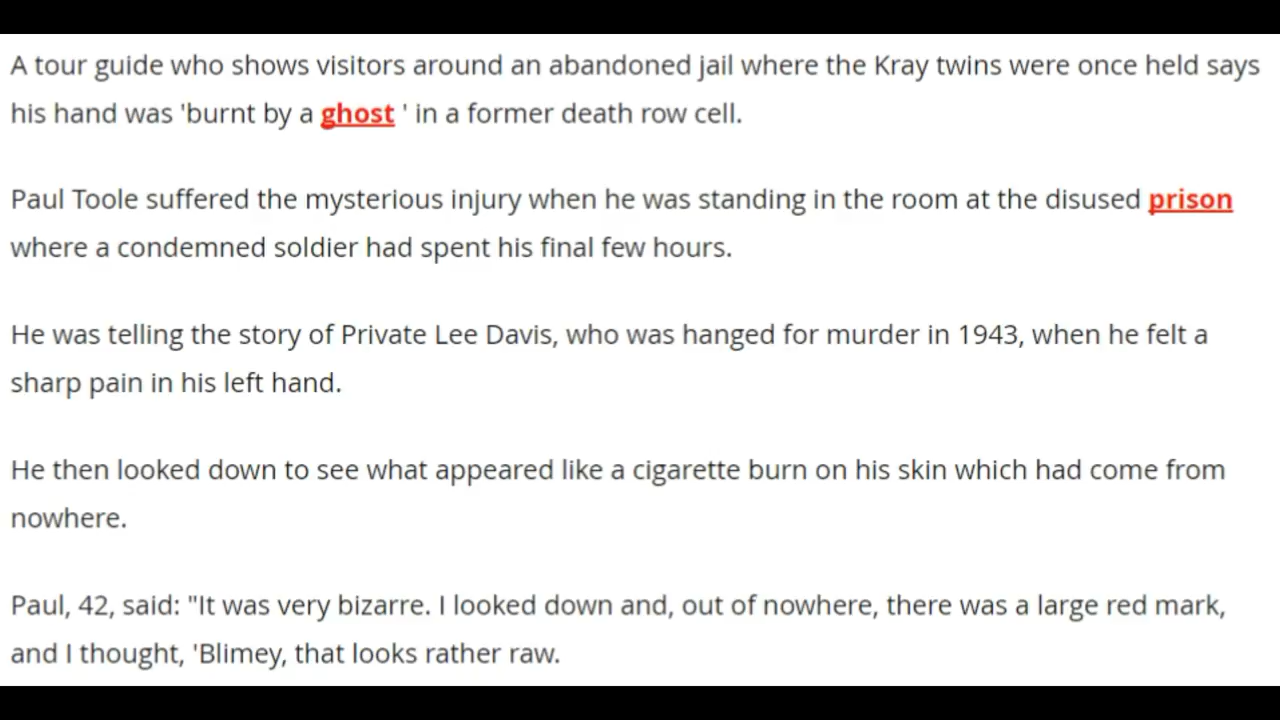 A tour guide who shows visitors around an abandoned jail where the Kray twins were once held says
his hand was 'burnt by a ghost ' in a former death row cell.
Paul Toole suffered the mysterious injury when he was standing in the room at the disused prison
where a condemned soldier had spent his final few hours.
He was telling the story of Private Lee Davis, who was hanged for murder in 1943, when he felt a
sharp pain in his left hand.
He then looked down to see what appeared like a cigarette burn on his skin which had come from
nowhere.
Paul, 42, said: "It was very bizarre. I looked down and, out of nowhere, there was a large red mark,
and I thought, 'Blimey, that looks rather raw.